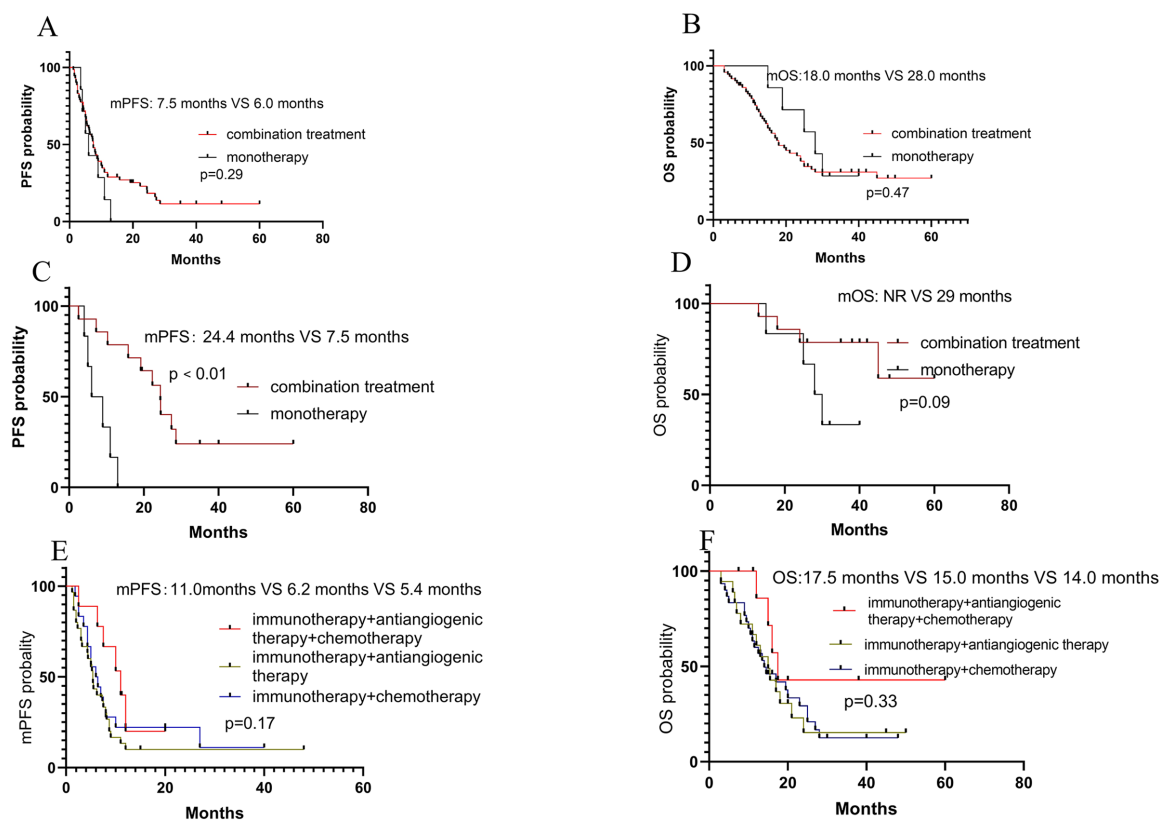 A
PFS probability
100
50
0
0 20 40 60 80
Months
mPFS: 7.5 months VS 6.0 months
combination treatment
monotherapy
p=0.29
B
OS probability
100
50
0
0 20 40 60
Months
mOS:18.0 months VS 28.0 months
combination treatment
monotherapy
p=0.47
C
PFS probability
100
50
0
0 20 40 60 80
Months
mPFS: 24.4 months VS 7.5 months
p < 0.01
combination treatment
monotherapy
D
OS probability
100
50
0
0 20 40 60 80
Months
mOS: NR VS 29 months
combination treatment
monotherapy
p=0.09
E
mPFS probality
100
50
0
0 20 40 60
Months
mPFS:11.0months VS 6.2 months VS 5.4 months
immunotherapy+antiangiogenic
therapy+chemotherapy
immunotherapy+antiangiogenic
therapy
immunotherapy+chemotherapy
p=0.17
F
OS probality
100
50
0
0 20 40 60 80
Months
OS:17.5 months VS 15.0 months VS 14.0 months
immunotherapy+antiangiogenic
therapy+chemotherapy
immunotherapy+antiangiogenic therapy
immunotherapy+chemotherapy
p=0.33